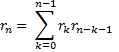 $r_n = \sum_{k=0}^{n-1} r_k r_{n-k-1}$